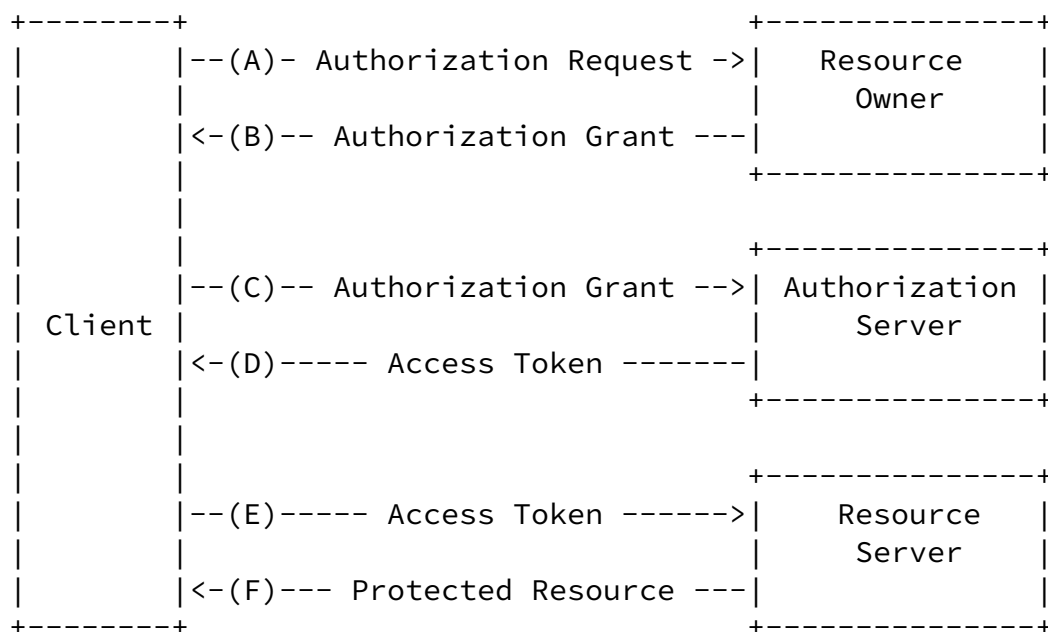 +--------+                               +---------------+
|        |--(A)- Authorization Request ->|   Resource    |
|        |                               |     Owner     |
|        |<-(B)-- Authorization Grant ---|               |
|        |                               +---------------+
|        |
|        |                               +---------------+
|        |--(C)-- Authorization Grant -->| Authorization |
| Client |                               |     Server    |
|        |<-(D)----- Access Token -------|               |
|        |                               +---------------+
|        |
|        |                               +---------------+
|        |--(E)----- Access Token ------>|    Resource   |
|        |                               |     Server    |
|        |<-(F)--- Protected Resource ---|               |
+--------+                               +---------------+